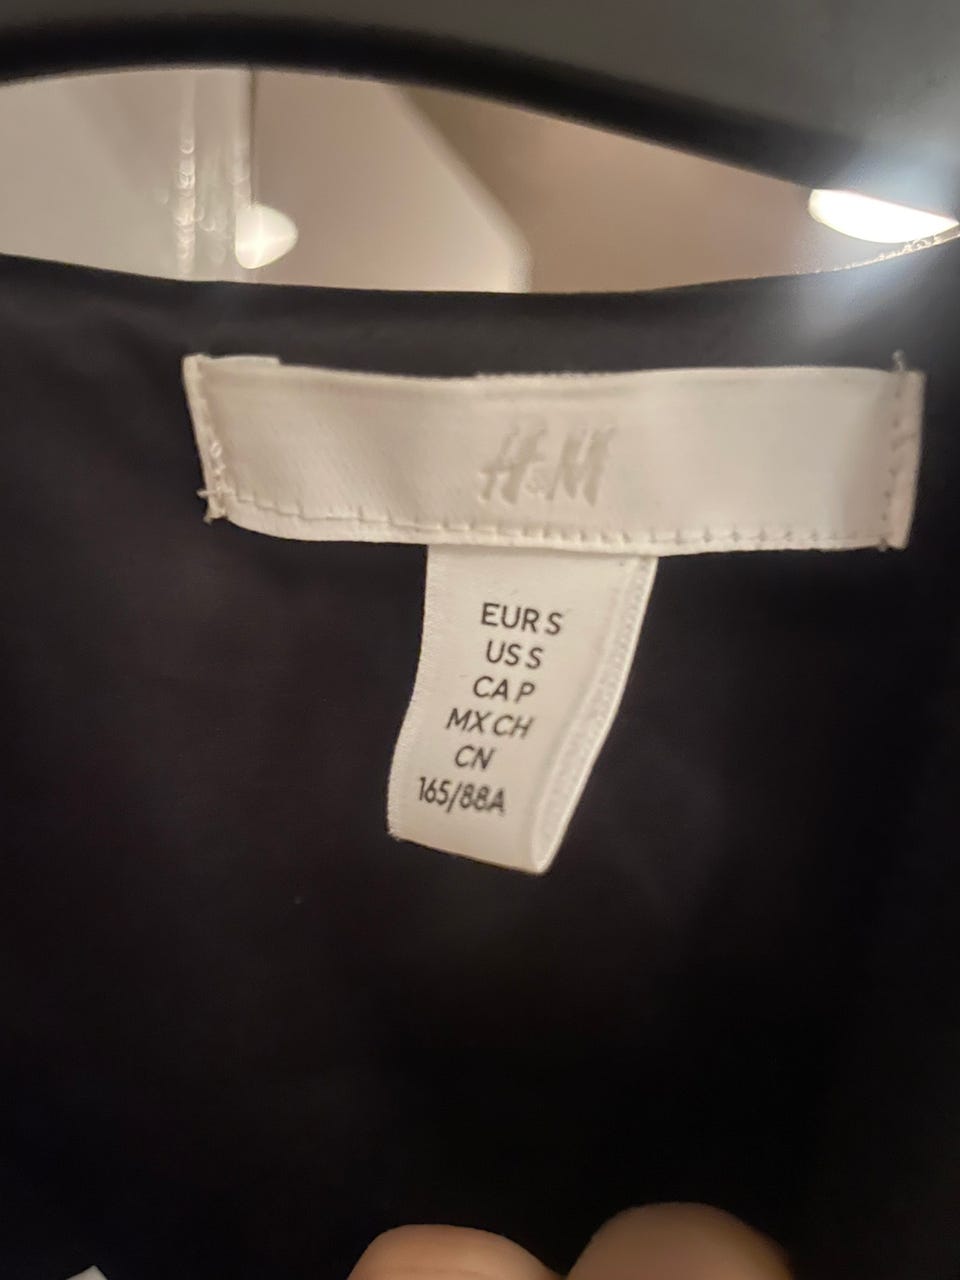 H&M
EUR S
US S
CA P
MX CH
CN
165/88A